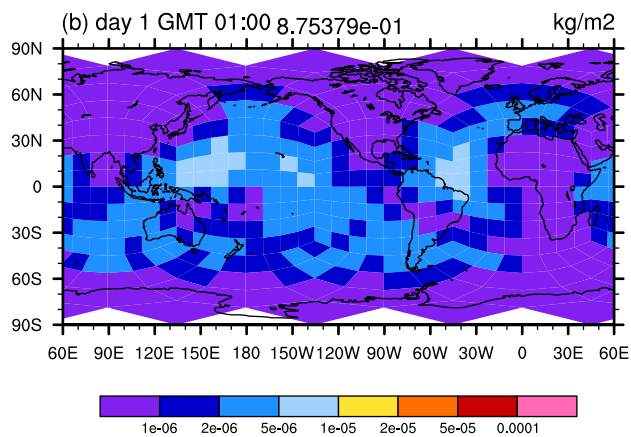 (b) day 1 GMT 01:00 8.75379e-01 kg/m2
90N
60N
30N
0
30S
60S
90S
60E 90E 120E 150E 180 150W 120W 90W 60W 30W 0 30E 60E
1e-06 2e-06 5e-06 1e-05 2e-05 5e-05 0.0001